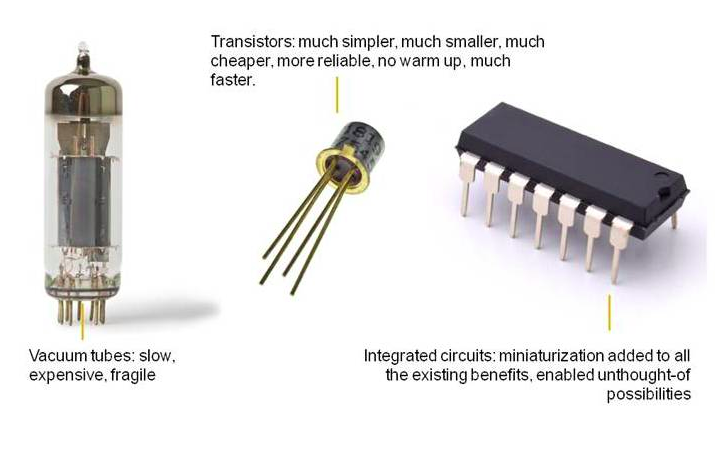 Transistors: much simpler, much smaller, much
cheaper, more reliable, no warm up, much
faster.
Vacuum tubes: slow,
expensive, fragile
Integrated circuits: miniaturization added to all
the existing benefits, enabled unthought-of
possibilities